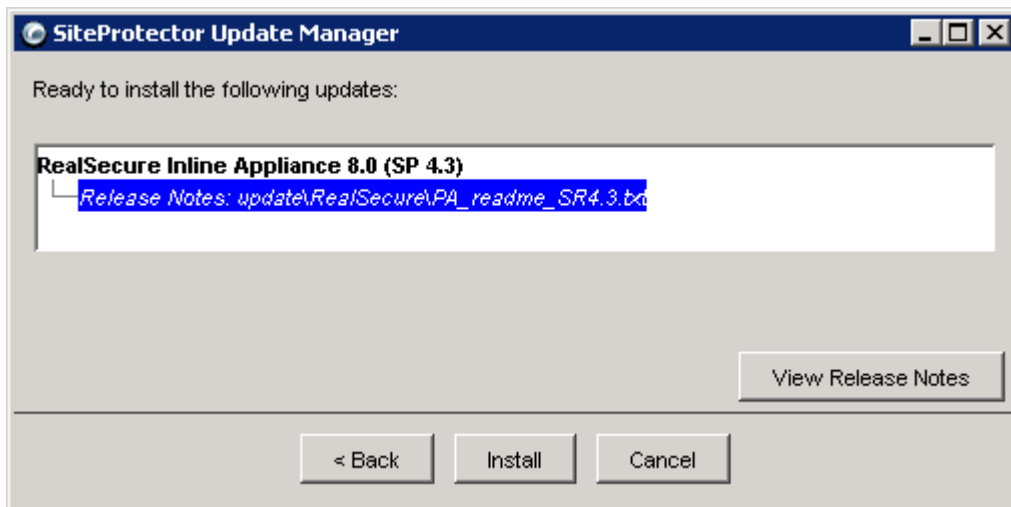 SiteProtector Update Manager
Ready to install the following updates:
RealSecure Inline Appliance 8.0 (SP 4.3)
Release Notes: update\RealSecure\PA_readme_SR4.3.txt
View Release Notes
< Back Install Cancel